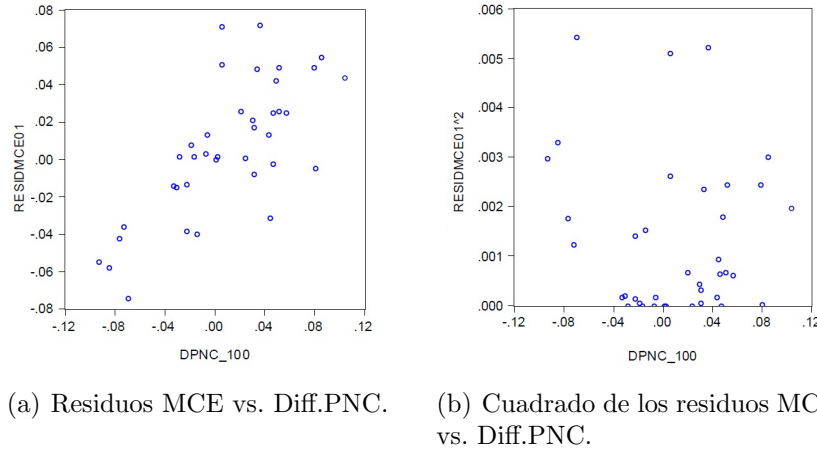 .08
.06
.04
.02
.00
-.02
-.04
-.06
-.08
RESIDMCE01
-.12 -.08 -.04 .00 .04 .08 .12
DPNC_100
.006
.005
.004
.003
.002
.001
.000
RESIDMCE01^2
-.12 -.08 -.04 .00 .04 .08 .12
DPNC_100
(a) Residuos MCE vs. Diff.PNC.
(b) Cuadrado de los residuos MC
vs. Diff.PNC.